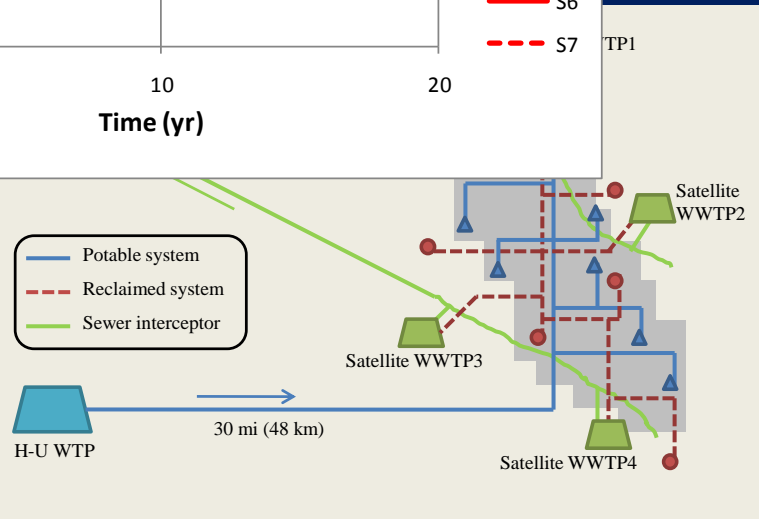 S6
S7
TP1
10
20
Time (yr)
Satellite
WWTP2
Potable system
Reclaimed system
Sewer interceptor
Satellite WWTP3
30 mi (48 km)
H-U WTP
Satellite WWTP4